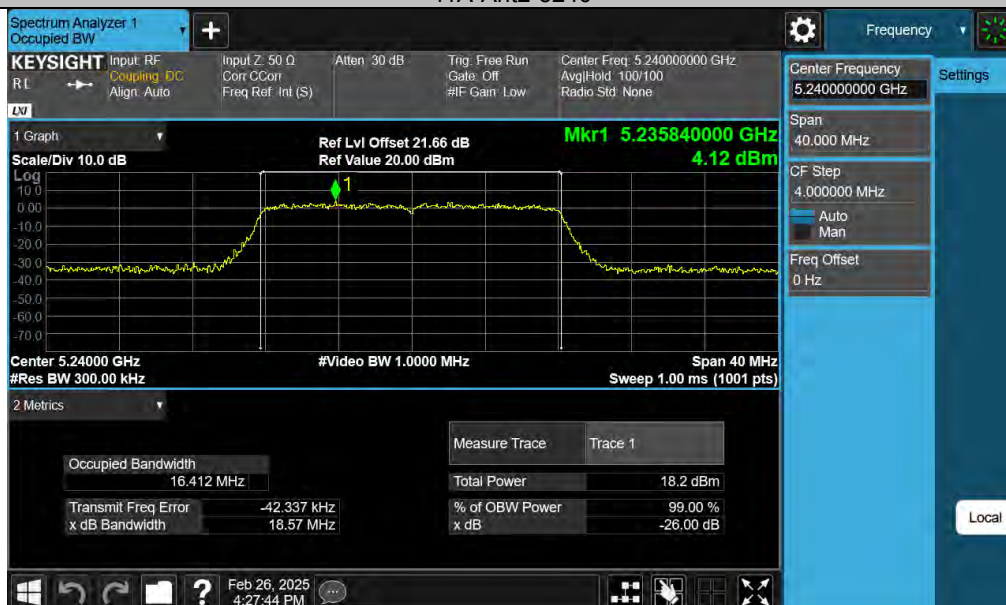 Spectrum Analyzer 1
Occupied BW
+
Frequency
KEYSIGHT
RL
LXI
Input: RF
Coupling: DC
Align: Auto
Input Z: 50 Ω
Corr CCorr
Freq Ref: Int (S)
Atten: 30 dB
Trig: Free Run
Gate: Off
#IF Gain: Low
Center Freq: 5.240000000 GHz
Avg|Hold: 100/100
Radio Std: None
Center Frequency
5.240000000 GHz
Settings
Span
40.000 MHz
CF Step
4.000000 MHz
Auto
Man
Freq Offset
0 Hz
Local
1 Graph
Scale/Div 10.0 dB
Ref Lvl Offset 21.66 dB
Ref Value 20.00 dBm
Mkr1 5.235840000 GHz
4.12 dBm
Log
10.0
0.00
-10.0
-20.0
-30.0
-40.0
-50.0
-60.0
-70.0
1
Center 5.24000 GHz
#Res BW 300.00 kHz
#Video BW 1.0000 MHz
Span 40 MHz
Sweep 1.00 ms (1001 pts)
2 Metrics
Measure Trace Trace 1
Occupied Bandwidth
16.412 MHz
Total Power 18.2 dBm
Transmit Freq Error -42.337 kHz
% of OBW Power 99.00 %
x dB Bandwidth 18.57 MHz
x dB -26.00 dB
?
Feb 26, 2025
4:27:44 PM